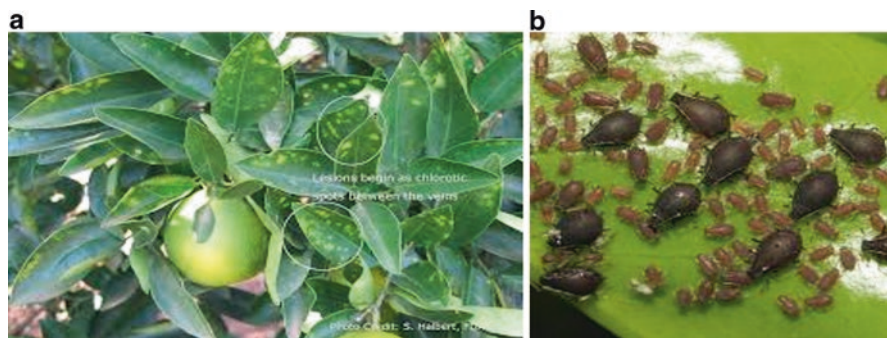 a
b
Lesions begin as chlorotic
spots between the veins
Photo Credit: S. Halbert,